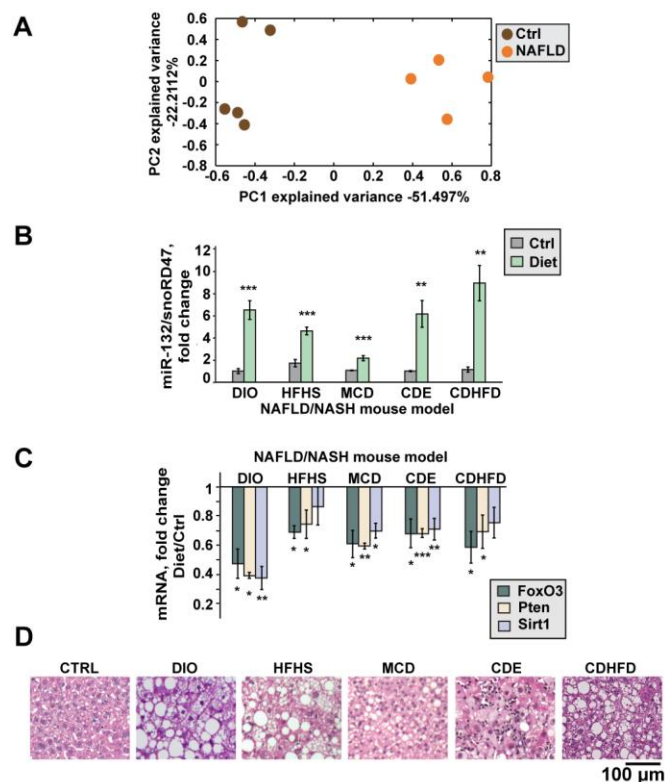 A
PC2 explained variance
-22.2112%
0.6
0.4
0.2
0
-0.2
-0.4
-0.6
-0.8
-0.6 -0.4 -0.2 0 0.2 0.4 0.6 0.8
PC1 explained variance -51.497%
Ctrl
NAFLD
B
miR-132/snoRD47,
fold change
12
10
8
6
4
2
0
*** *** *** ** **
DIO HFHS MCD CDE CDHFD
NAFLD/NASH mouse model
Ctrl
Diet
C
NAFLD/NASH mouse model
DIO HFHS MCD CDE CDHFD
mRNA, fold change
Diet/Ctrl
1
0.8
0.6
0.4
0.2
* * ** * * * ** * * *** ** * *
FoxO3
Pten
Sirt1
D
CTRL DIO HFHS MCD CDE CDHFD
100 µm